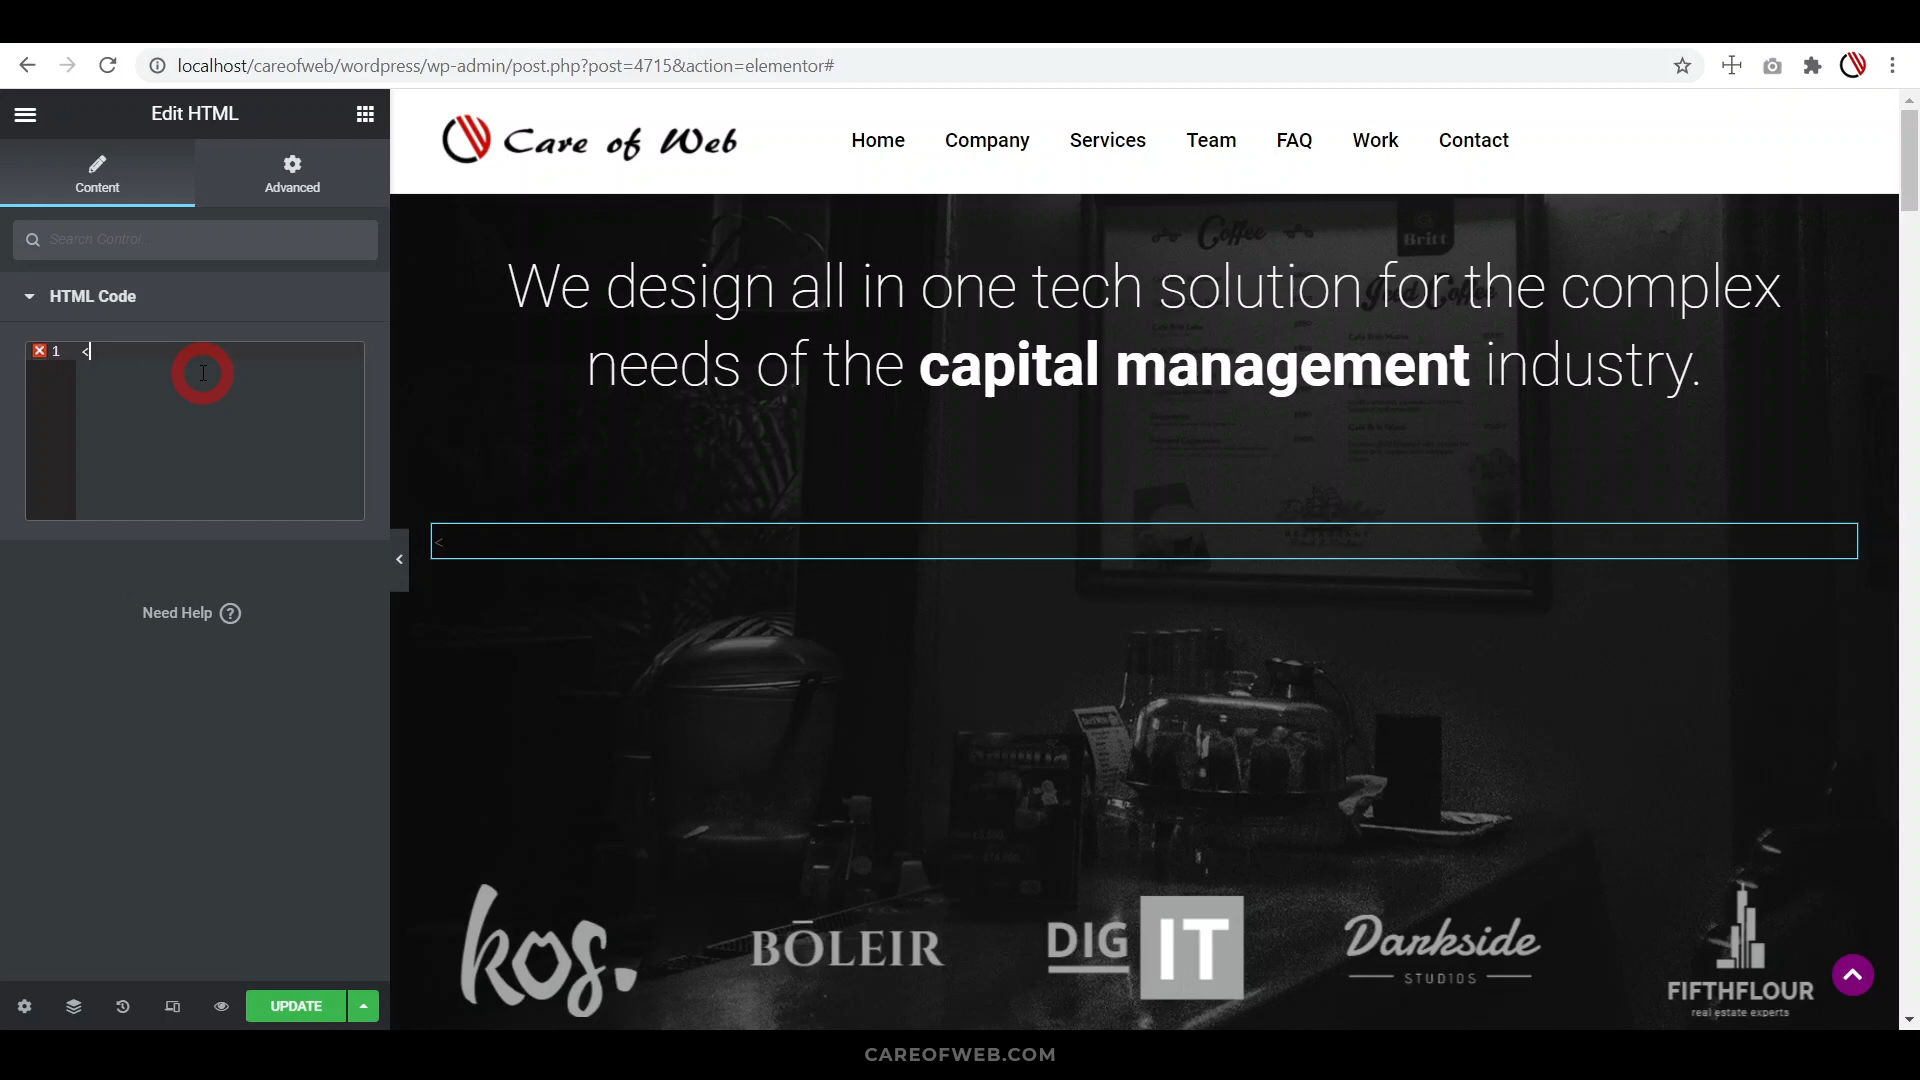 localhost/careofweb/wordpress/wp-admin/post.php?post=4715&action=elementor#
Edit HTML
Content
Advanced
Search Control...
HTML Code
1 <
Need Help ?
UPDATE
Care of Web
Home Company Services Team FAQ Work Contact
Coffee
Britt
We design all in one tech solution for the complex
needs of the capital management industry.
<
kos.
BŌLEIR
DIG IT
Darkside
STUDIOS
FIFTHFLOUR
real estate experts
CAREOFWEB.COM